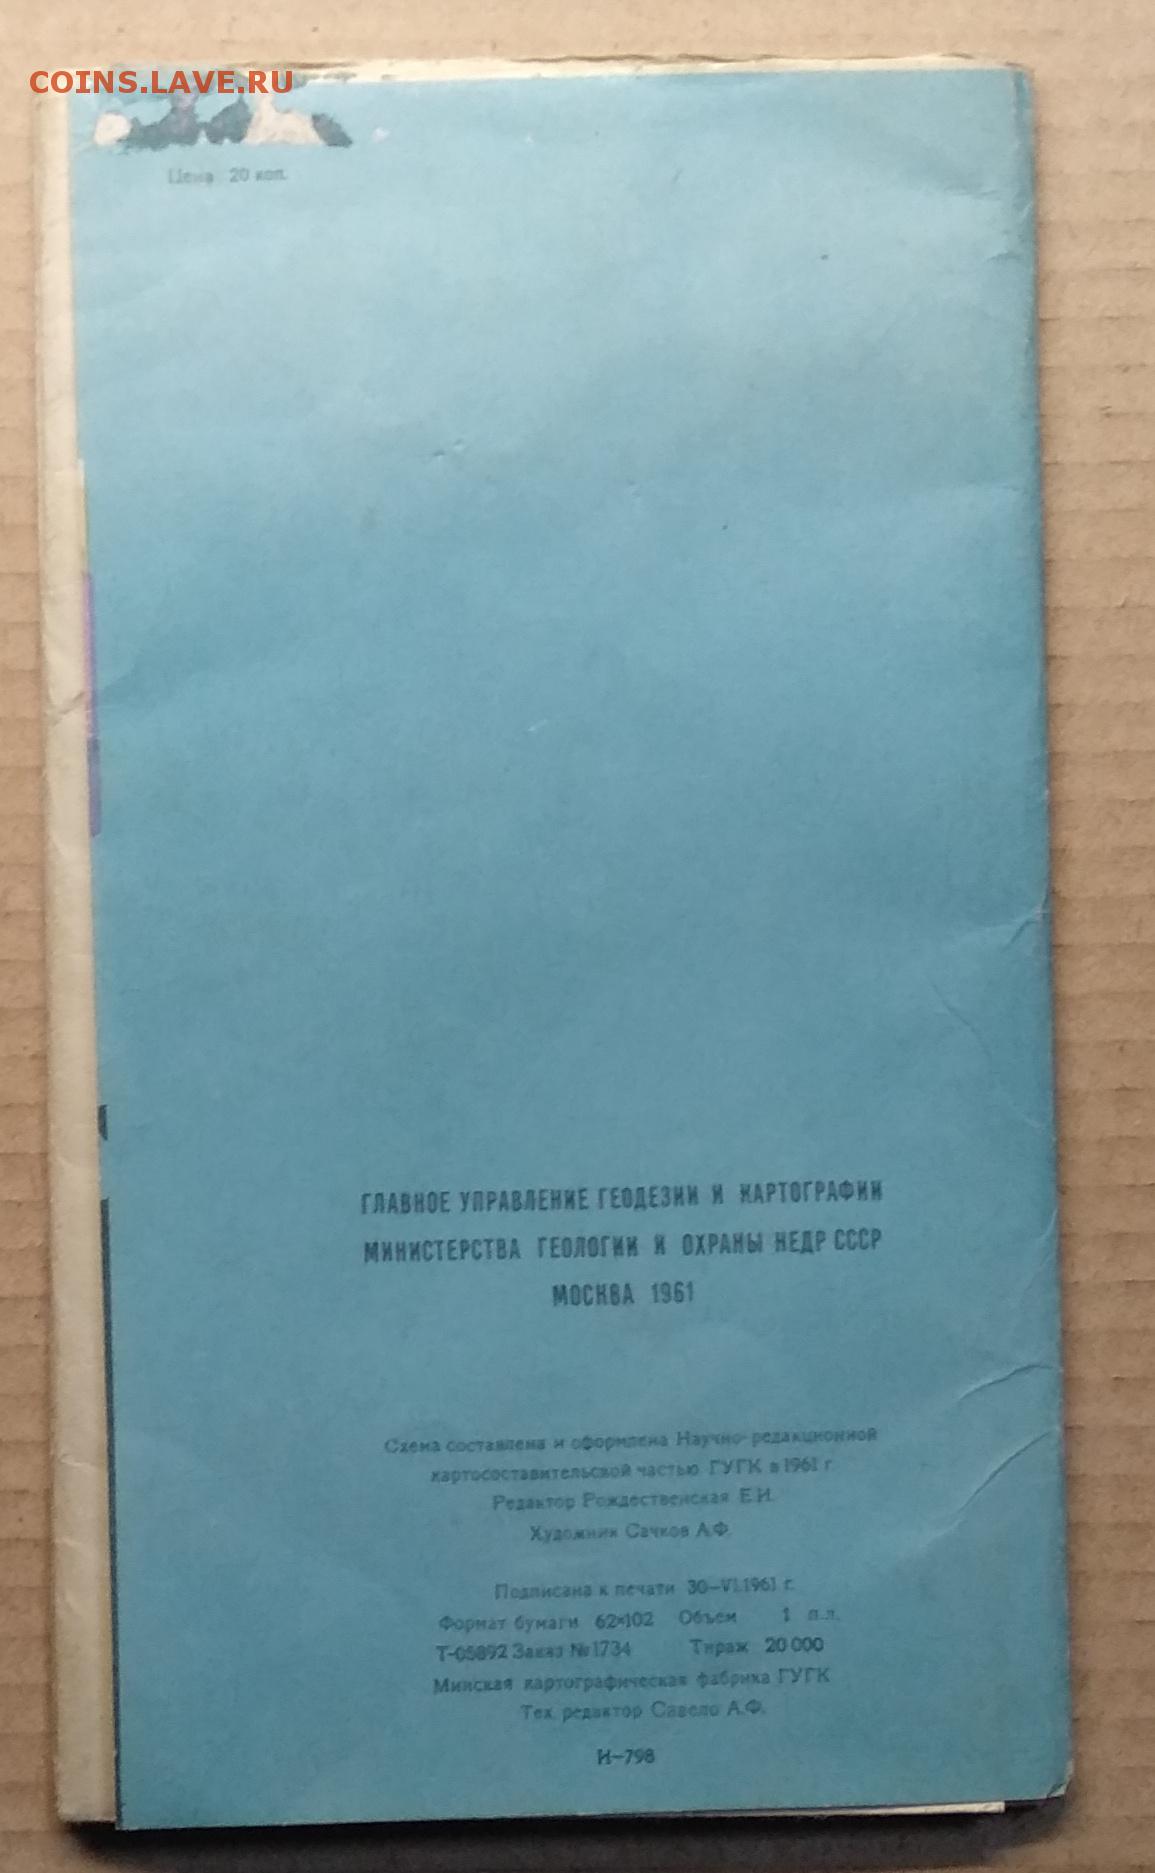 COINS.LAVE.RU
Цена 20 коп.
ГЛАВНОЕ УПРАВЛЕНИЕ ГЕОДЕЗИИ И КАРТОГРАФИИ
МИНИСТЕРСТВА ГЕОЛОГИИ И ОХРАНЫ НЕДР СССР
МОСКВА 1961
Схема составлена и оформлена Научно-редакционной
картосоставительской частью ГУГК в 1961 г.
Редактор Рождественская Е.И.
Художник Сачков А.Ф.
Подписана к печати 30-VI.1961 г.
Формат бумаги 62×102 Объем 1 п.л.
Т-05892 Заказ №1734 Тираж 20 000
Минская картографическая фабрика ГУГК
Тех. редактор Савело А.Ф.
И-798